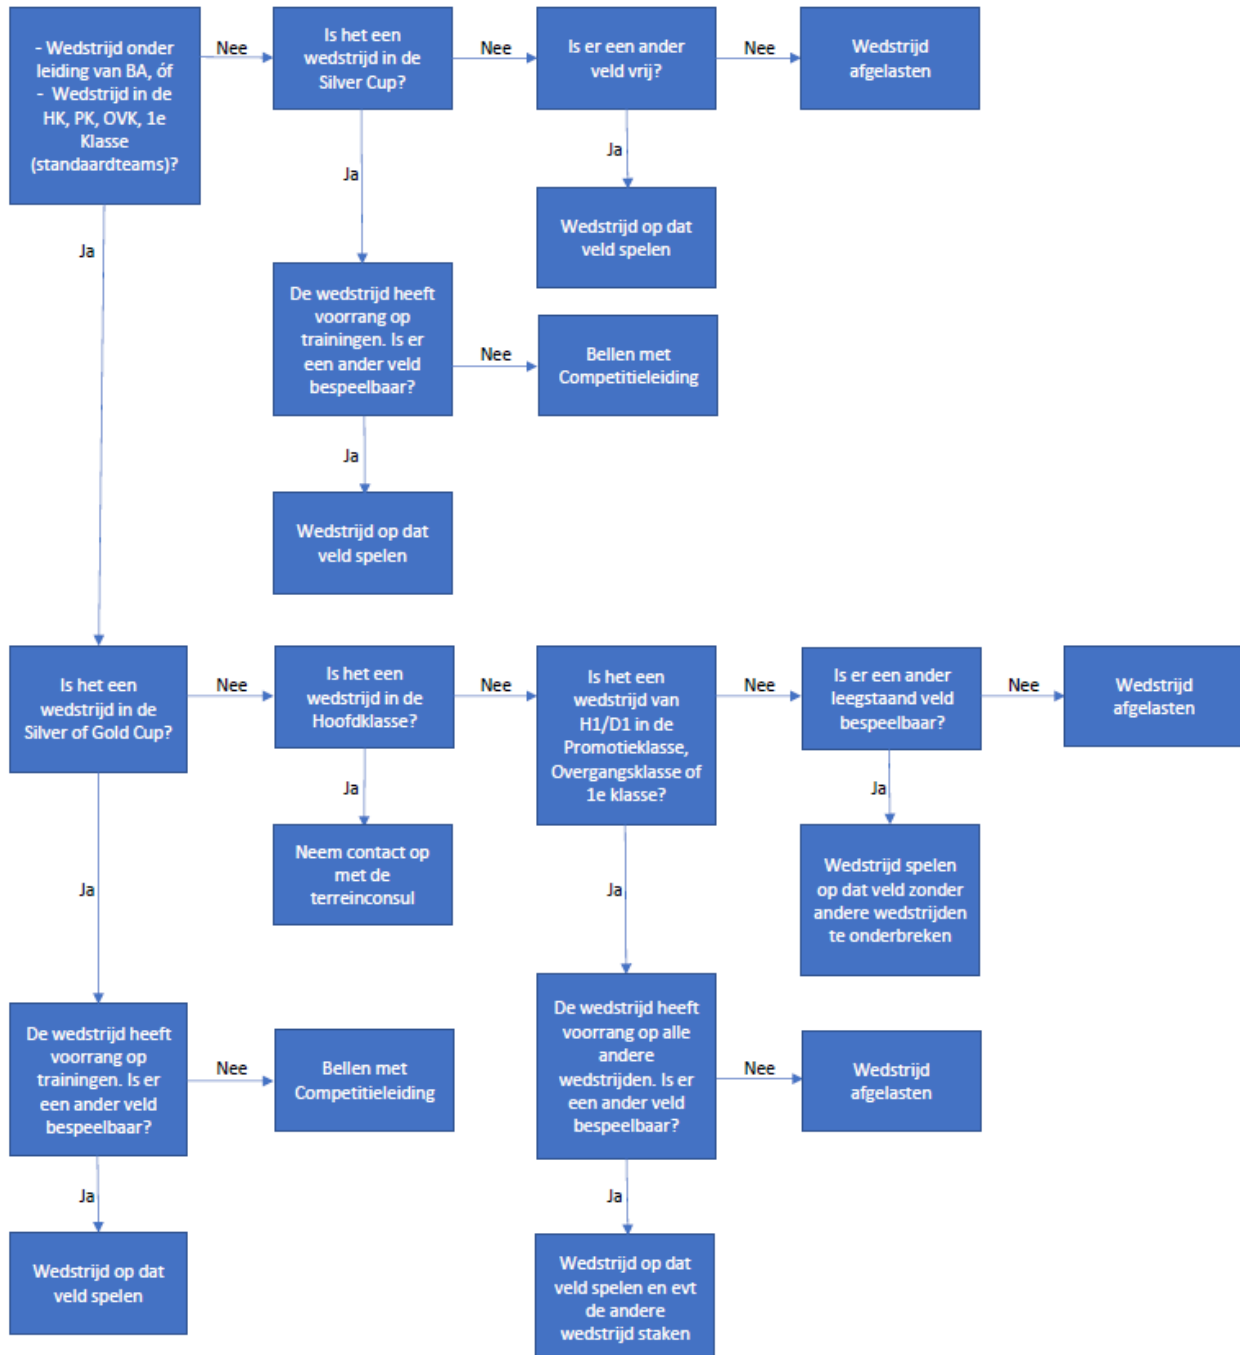 - Wedstrijd onder
leiding van BA, óf
- Wedstrijd in de
HK, PK, OVK, 1e
Klasse
(standaardteams)?
Nee
Is het een
wedstrijd in de
Silver Cup?
Nee
Is er een ander
veld vrij?
Nee
Wedstrijd
afgelasten
Ja
Wedstrijd op dat
veld spelen
Ja
De wedstrijd heeft
voorrang op
trainingen. Is er
een ander veld
bespeelbaar?
Nee
Bellen met
Competitieleiding
Ja
Wedstrijd op dat
veld spelen
Ja
Is het een
wedstrijd in de
Silver of Gold Cup?
Nee
Is het een
wedstrijd in de
Hoofdklasse?
Nee
Is het een
wedstrijd van
H1/D1 in de
Promotieklasse,
Overgangsklasse of
1e klasse?
Nee
Is er een ander
leegstaand veld
bespeelbaar?
Nee
Wedstrijd
afgelasten
Ja
Neem contact op
met de
terreinconsul
Ja
Wedstrijd spelen
op dat veld zonder
andere wedstrijden
te onderbreken
Ja
De wedstrijd heeft
voorrang op
trainingen. Is er
een ander veld
bespeelbaar?
Nee
Bellen met
Competitieleiding
Ja
De wedstrijd heeft
voorrang op alle
andere
wedstrijden. Is er
een ander veld
bespeelbaar?
Nee
Wedstrijd
afgelasten
Ja
Wedstrijd op dat
veld spelen
Ja
Wedstrijd op dat
veld spelen en evt
de andere
wedstrijd staken